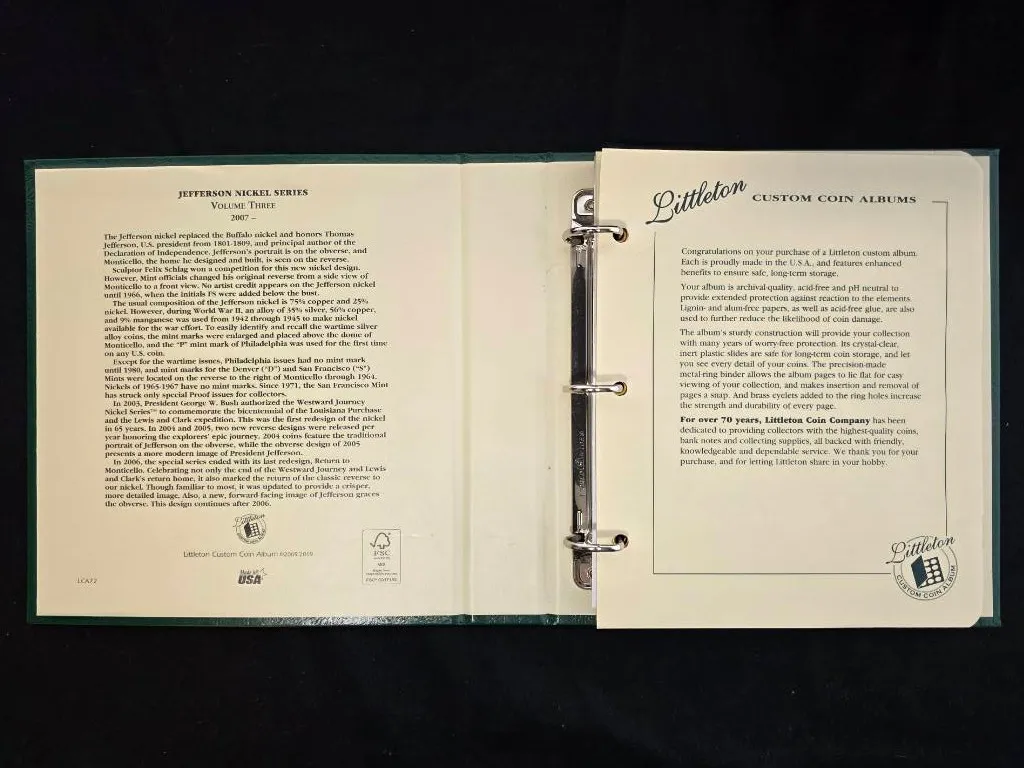 JEFFERSON NICKEL SERIES
VOLUME THREE
2007 –
The Jefferson nickel replaced the Buffalo nickel and honors Thomas
Jefferson, U.S. president from 1801-1809, and principal author of the
Declaration of Independence. Jefferson's portrait is on the obverse, and
Monticello, the home he designed and built, is seen on the reverse.
Sculptor Felix Schlag won a competition for this new nickel design.
However, Mint officials changed his original reverse from a side view of
Monticello to a front view. No artist credit appears on the Jefferson nickel
until 1966, when the initials FS were added below the bust.
The usual composition of the Jefferson nickel is 75% copper and 25%
nickel. However, during World War II, an alloy of 35% silver, 56% copper,
and 9% manganese was used from 1942 through 1945 to make nickel
available for the war effort. To easily identify and recall the wartime silver
alloy coins, the mint marks were enlarged and placed above the dome of
Monticello, and the "P" mint mark of Philadelphia was used for the first time
on any U.S. coin.
Except for the wartime issues, Philadelphia issues had no mint mark
until 1980, and mint marks for the Denver ("D") and San Francisco ("S")
Mints were located on the reverse to the right of Monticello through 1964.
Nickels of 1965-1967 have no mint marks. Since 1971, the San Francisco Mint
has struck only special Proof issues for collectors.
In 2003, President George W. Bush authorized the Westward Journey
Nickel Series™ to commemorate the bicentennial of the Louisiana Purchase
and the Lewis and Clark expedition. This was the first redesign of the nickel
in 65 years. In 2004 and 2005, two new reverse designs were released per
year honoring the explorers' epic journey. 2004 coins feature the traditional
portrait of Jefferson on the obverse, while the obverse design of 2005
presents a more modern image of President Jefferson.
In 2006, the special series ended with its last redesign, Return to
Monticello. Celebrating not only the end of the Westward Journey and Lewis
and Clark's return home, it also marked the return of the classic reverse to
our nickel. Though familiar to most, it was updated to provide a crisper,
more detailed image. Also, a new, forward-facing image of Jefferson graces
the obverse. This design continues after 2006.
Littleton
Littleton Custom Coin Album
LCA72
Made in
USA
FSC
Littleton CUSTOM COIN ALBUMS
Congratulations on your purchase of a Littleton custom album.
Each is proudly made in the U.S.A., and features enhanced
benefits to ensure safe, long-term storage.
Your album is archival-quality, acid-free and pH neutral to
provide extended protection against reaction to the elements.
Lignin- and alum-free papers, as well as acid-free glue, are also
used to further reduce the likelihood of coin damage.
The album's sturdy construction will provide your collection
with many years of worry-free protection. Its crystal-clear,
inert plastic slides are safe for long-term coin storage, and let
you see every detail of your coins. The precision-made
metal-ring binder allows the album pages to lie flat for easy
viewing of your collection, and makes insertion and removal of
pages a snap. And brass eyelets added to the ring holes increase
the strength and durability of every page.
For over 70 years, Littleton Coin Company has been
dedicated to providing collectors with the highest-quality coins,
bank notes and collecting supplies, all backed with friendly,
knowledgeable and dependable service. We thank you for your
purchase, and for letting Littleton share in your hobby.
Littleton
CUSTOM COIN ALBUM